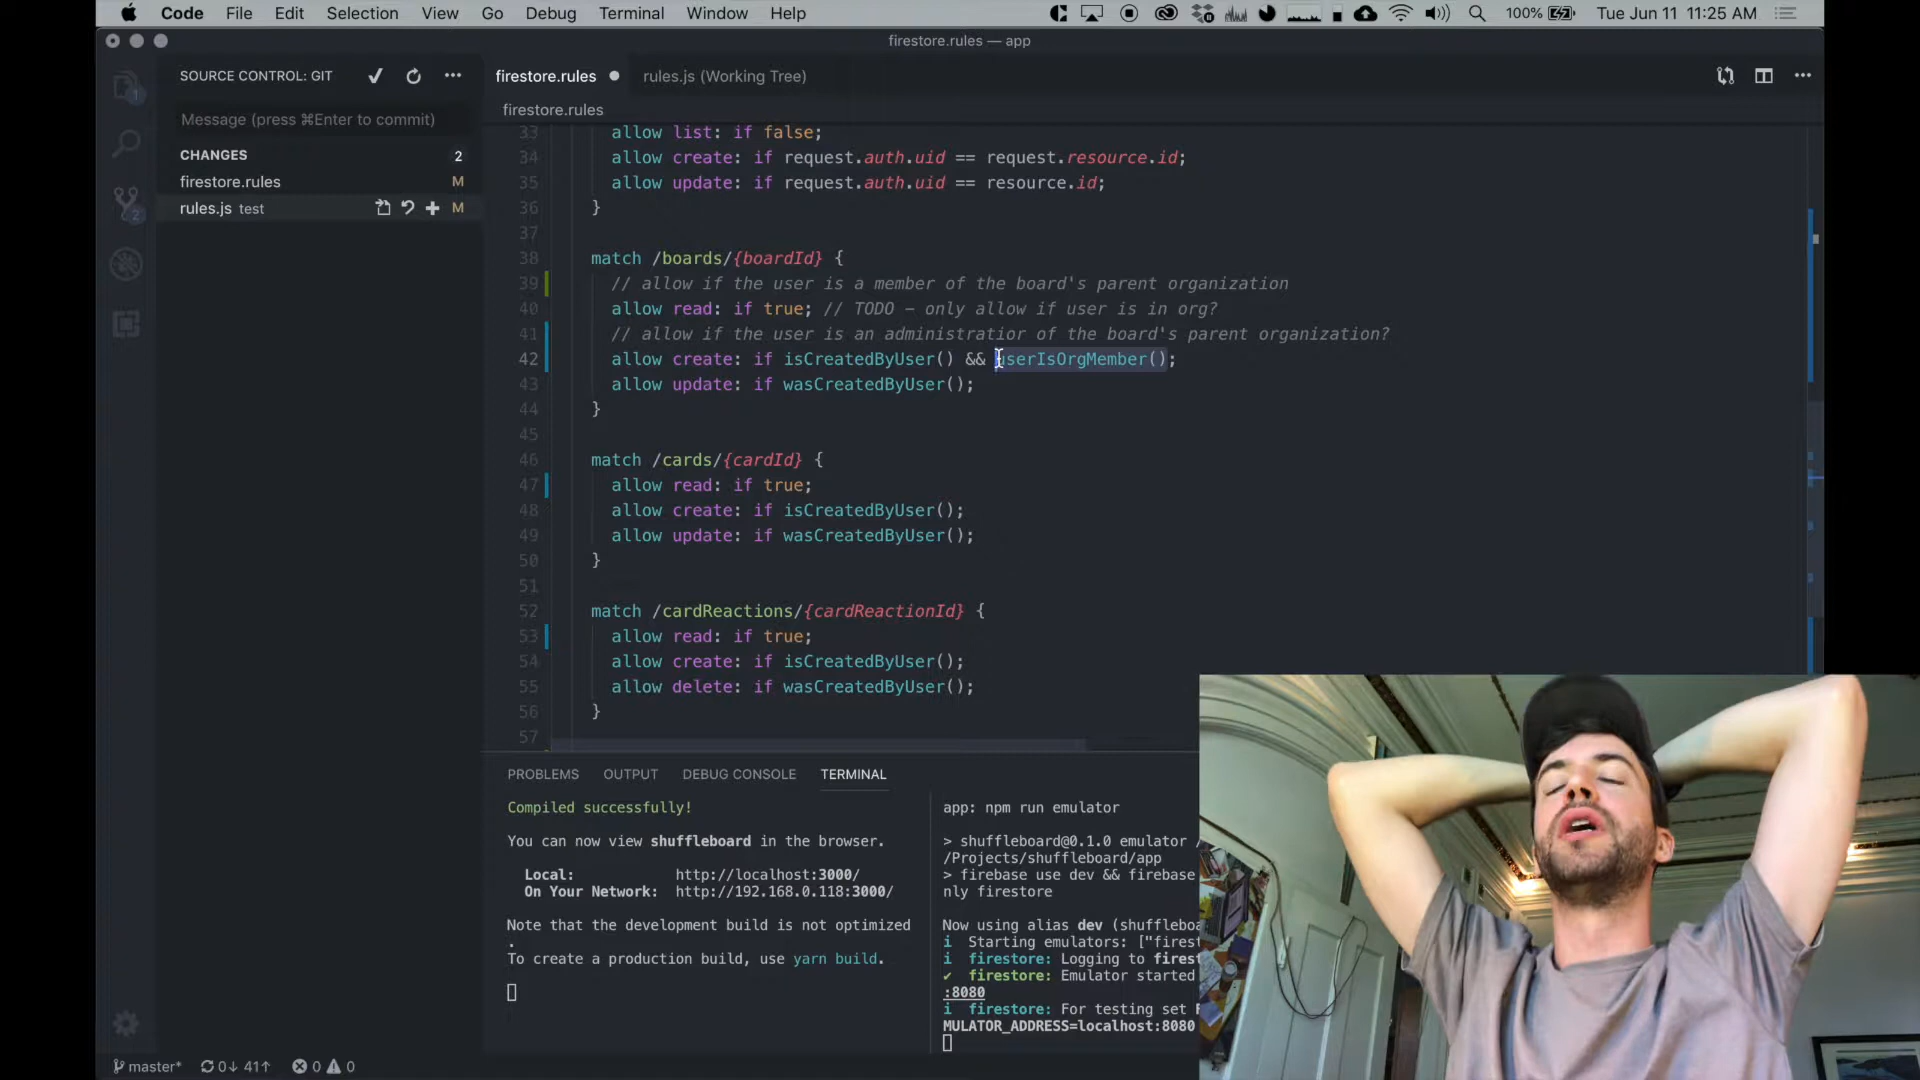 Code File Edit Selection View Go Debug Terminal Window Help 100% Tue Jun 11 11:25 AM
firestore.rules — app
SOURCE CONTROL: GIT
firestore.rules
rules.js (Working Tree)
Message (press ⌘Enter to commit)
firestore.rules
CHANGES 2
firestore.rules M
rules.js test M
33 allow list: if false;
34 allow create: if request.auth.uid == request.resource.id;
35 allow update: if request.auth.uid == resource.id;
36 }
37
38 match /boards/{boardId} {
39 // allow if the user is a member of the board's parent organization
40 allow read: if true; // TODO – only allow if user is in org?
41 // allow if the user is an administratior of the board's parent organization?
42 allow create: if isCreatedByUser() && userIsOrgMember();
43 allow update: if wasCreatedByUser();
44 }
45
46 match /cards/{cardId} {
47 allow read: if true;
48 allow create: if isCreatedByUser();
49 allow update: if wasCreatedByUser();
50 }
51
52 match /cardReactions/{cardReactionId} {
53 allow read: if true;
54 allow create: if isCreatedByUser();
55 allow delete: if wasCreatedByUser();
56 }
57
PROBLEMS OUTPUT DEBUG CONSOLE TERMINAL
Compiled successfully!
You can now view shuffleboard in the browser.
Local: http://localhost:3000/
On Your Network: http://192.168.0.118:3000/
Note that the development build is not optimized
.
To create a production build, use yarn build.
app: npm run emulator
> shuffleboard@0.1.0 emulator /
/Projects/shuffleboard/app
> firebase use dev && firebase
nly firestore
Now using alias dev (shufflebo
i Starting emulators: ["firest
i firestore: Logging to firest
✔ firestore: Emulator started
:8080
i firestore: For testing set F
MULATOR_ADDRESS=localhost:8080
master* 0↓ 41↑ 0 0